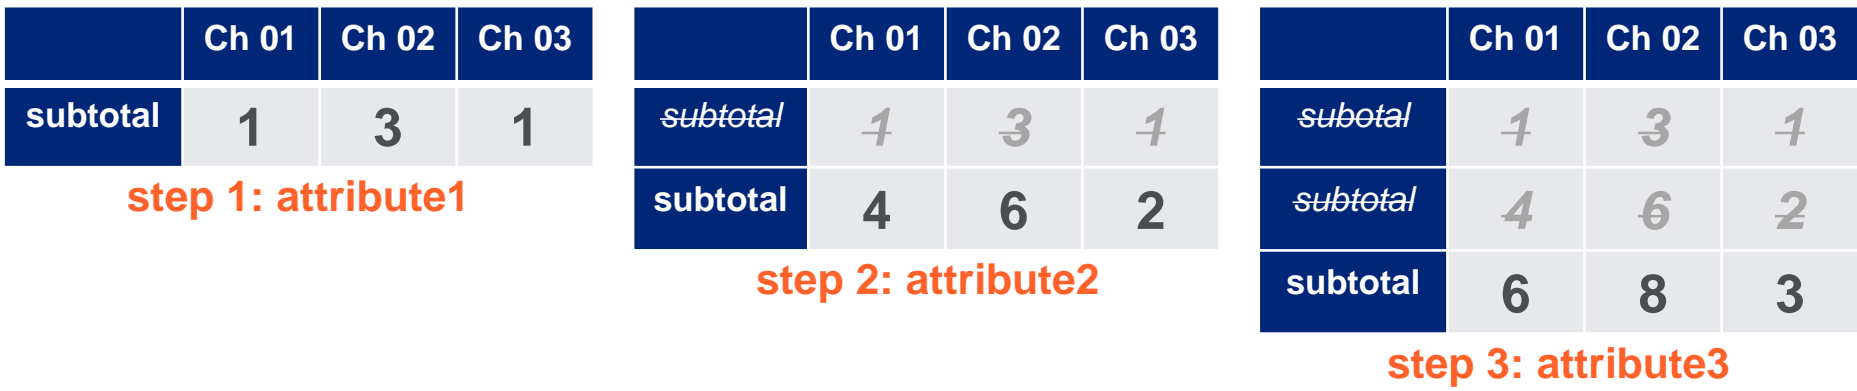 Ch 01 Ch 02 Ch 03
subtotal 1 3 1
step 1: attribute1
Ch 01 Ch 02 Ch 03
subtotal 1 3 1
subtotal 4 6 2
step 2: attribute2
Ch 01 Ch 02 Ch 03
subotal 1 3 1
subtotal 4 6 2
subtotal 6 8 3
step 3: attribute3